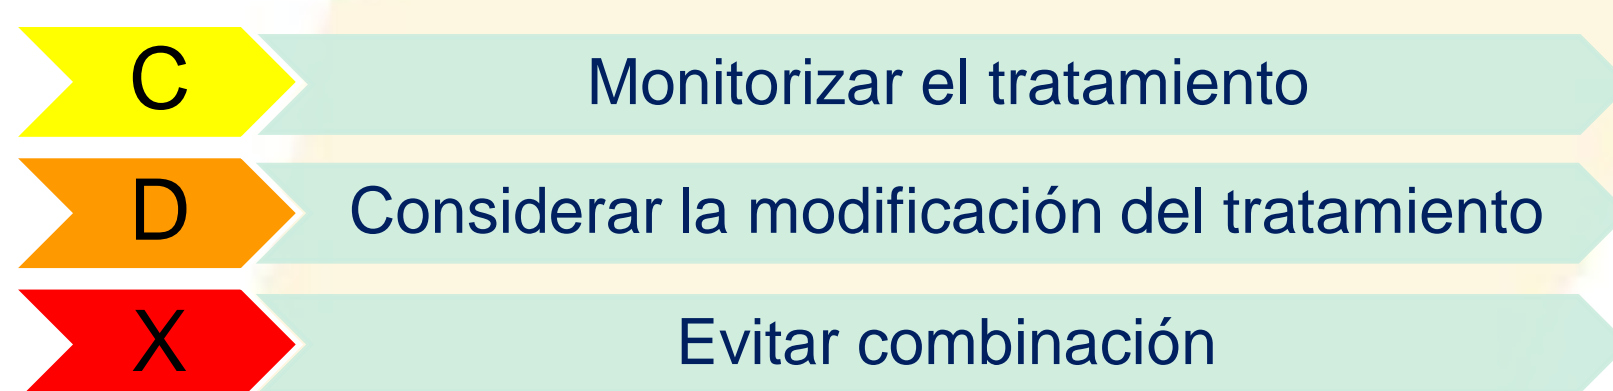 C Monitorizar el tratamiento
D Considerar la modificación del tratamiento
X Evitar combinación